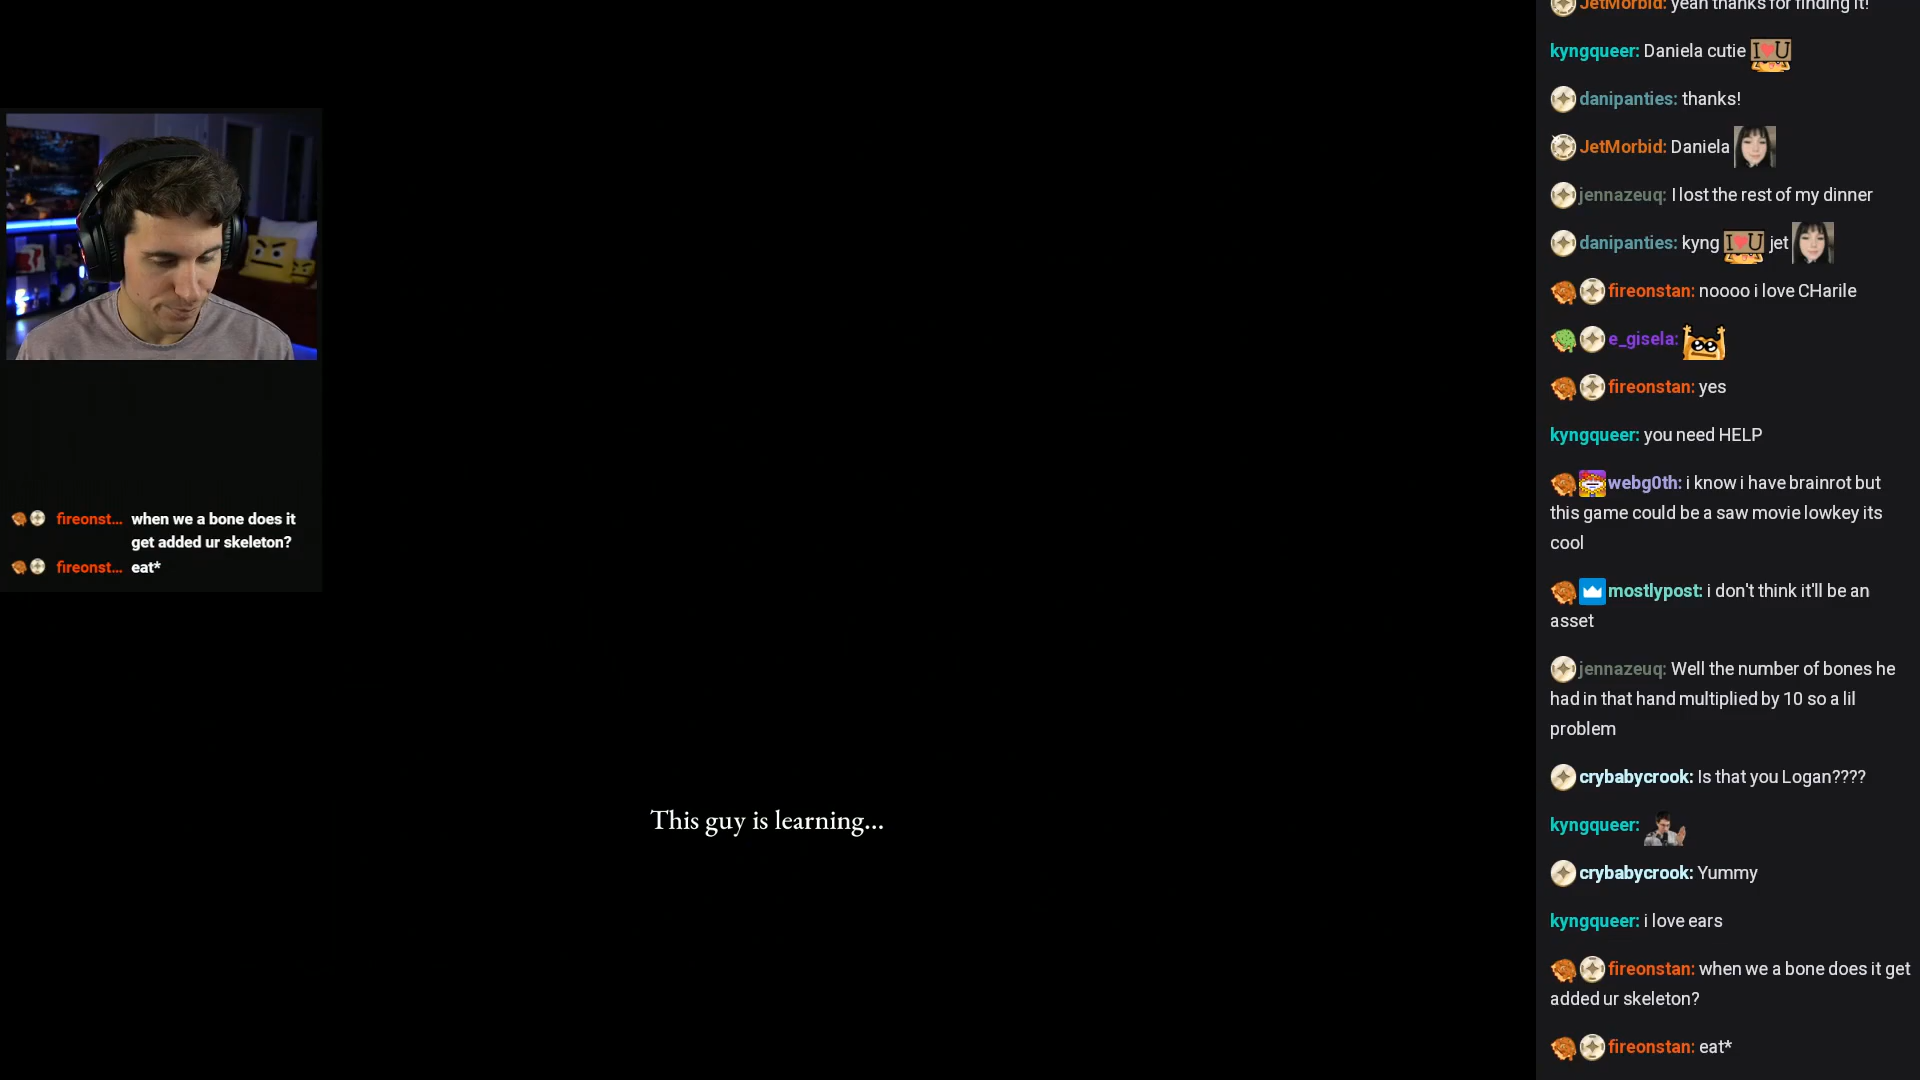 JetMorbid: yeah thanks for finding it!
kyngqueer: Daniela cutie I U
danipanties: thanks!
JetMorbid: Daniela
jennazeuq: I lost the rest of my dinner
danipanties: kyng I U jet
fireonstan: noooo i love CHarile
e_gisela:
fireonstan: yes
kyngqueer: you need HELP
webg0th: i know i have brainrot but
this game could be a saw movie lowkey its
cool
mostlypost: i don't think it'll be an
asset
jennazeuq: Well the number of bones he
had in that hand multiplied by 10 so a lil
problem
crybabycrook: Is that you Logan????
kyngqueer:
crybabycrook: Yummy
kyngqueer: i love ears
fireonstan: when we a bone does it get
added ur skeleton?
fireonstan: eat*
fireonst... when we a bone does it
get added ur skeleton?
fireonst... eat*
This guy is learning...